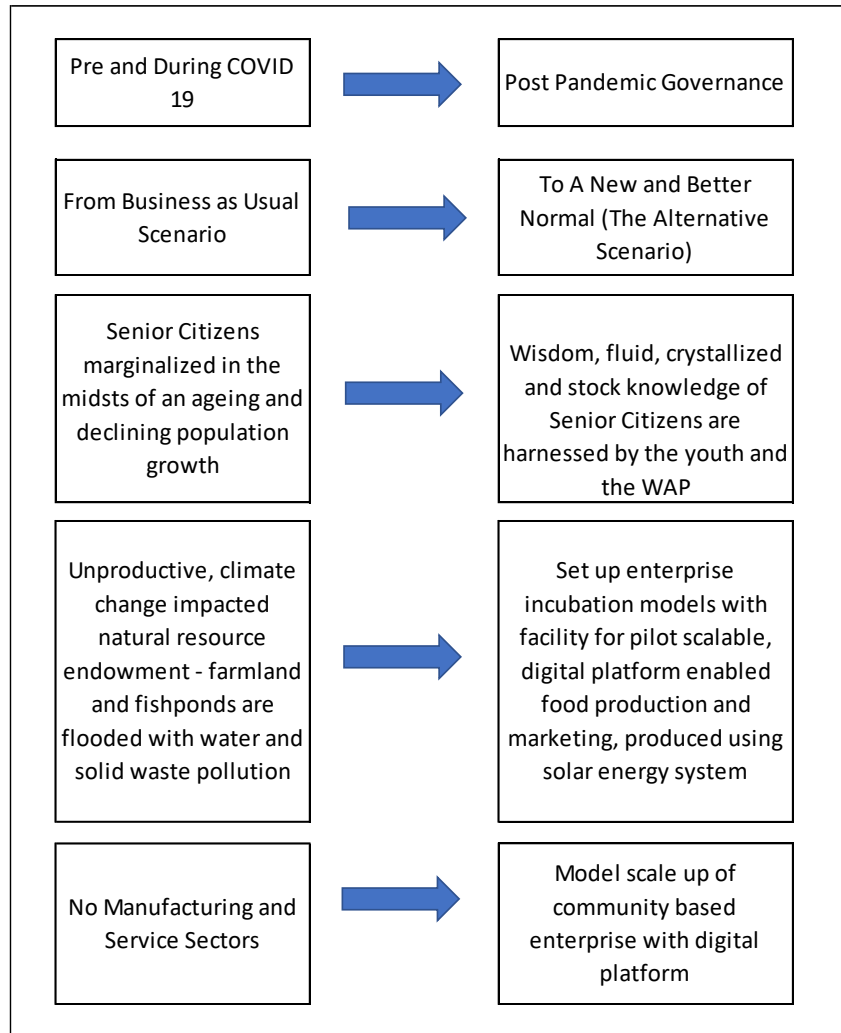 Pre and During COVID
19
Post Pandemic Governance
From Business as Usual
Scenario
To A New and Better
Normal (The Alternative
Scenario)
Senior Citizens
marginalized in the
midsts of an ageing and
declining population
growth
Wisdom, fluid, crystallized
and stock knowledge of
Senior Citizens are
harnessed by the youth and
the WAP
Unproductive, climate
change impacted
natural resource
endowment - farmland
and fishponds are
flooded with water and
solid waste pollution
Set up enterprise
incubation models with
facility for pilot scalable,
digital platform enabled
food production and
marketing, produced using
solar energy system
No Manufacturing and
Service Sectors
Model scale up of
community based
enterprise with digital
platform